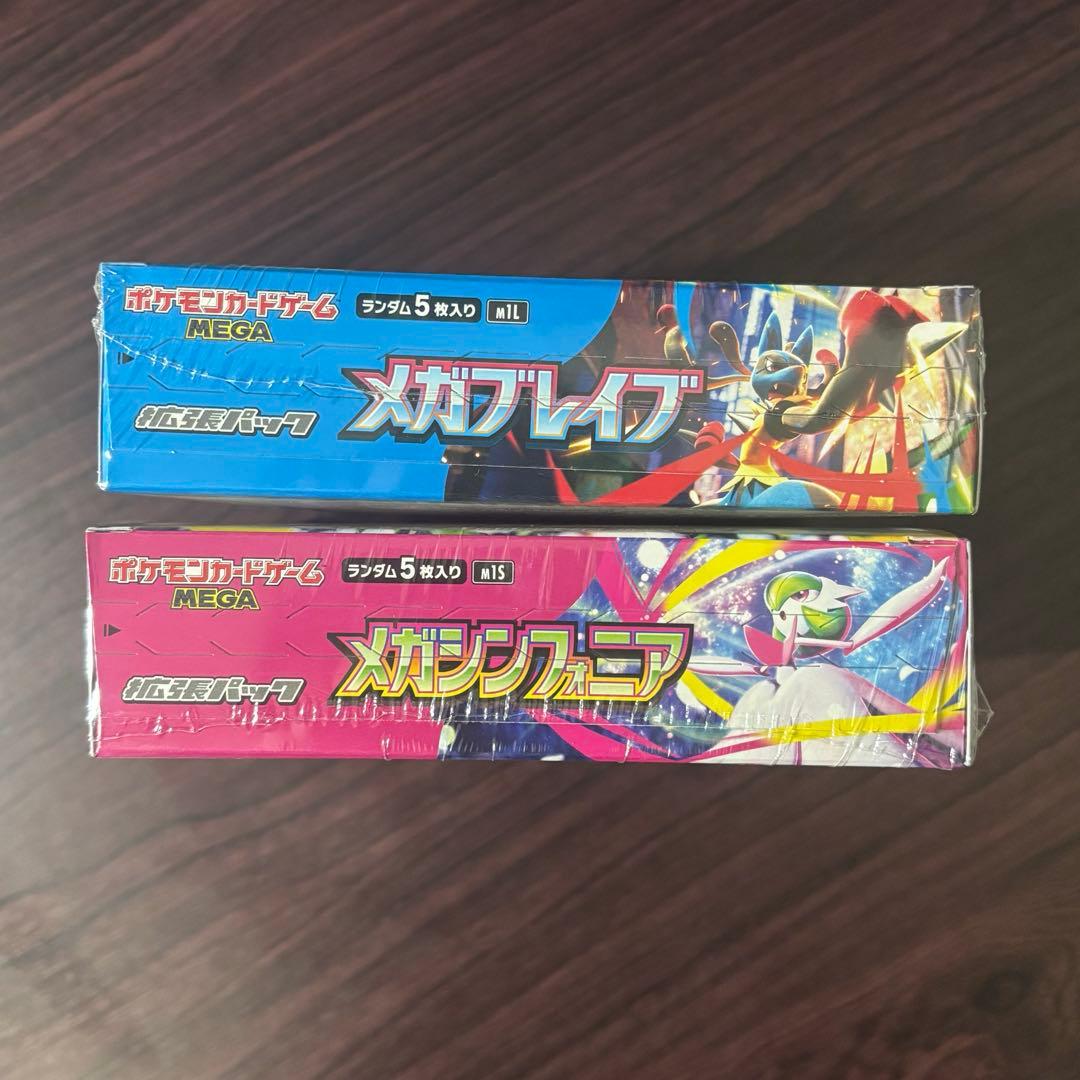 ポケモンカードゲーム
MEGA
ランダム5枚入り M1L
メガブレイブ
拡張パック
ポケモンカードゲーム
MEGA
ランダム5枚入り M1S
メガシンフォニア
拡張パック